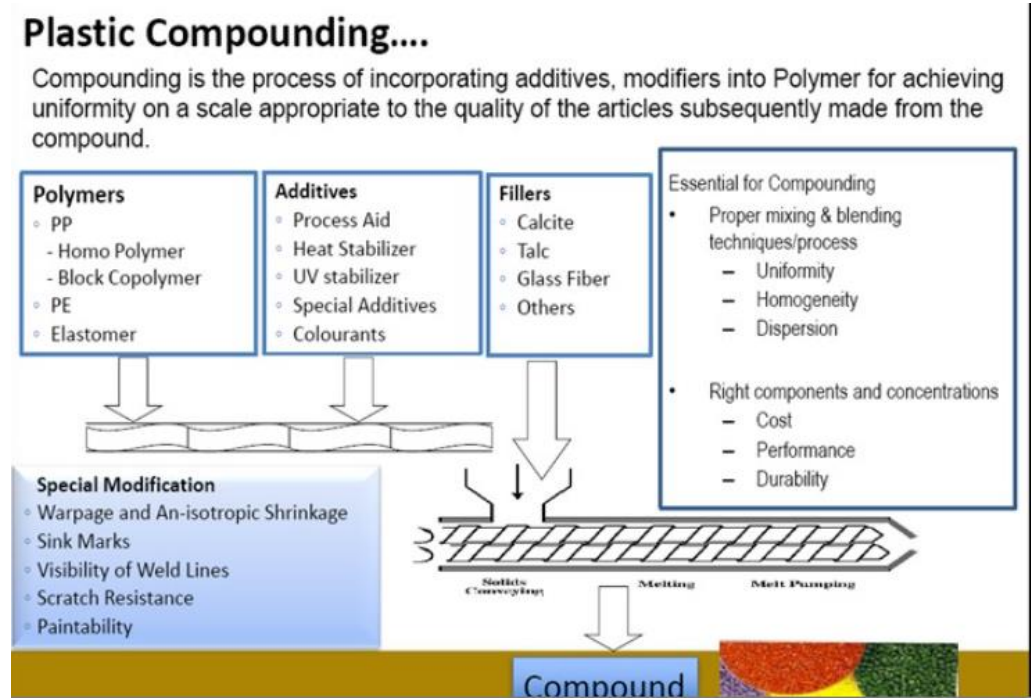 Plastic Compounding....
Compounding is the process of incorporating additives, modifiers into Polymer for achieving
uniformity on a scale appropriate to the quality of the articles subsequently made from the
compound.
Polymers
◦ PP
- Homo Polymer
- Block Copolymer
◦ PE
◦ Elastomer
Additives
◦ Process Aid
◦ Heat Stabilizer
◦ UV stabilizer
◦ Special Additives
◦ Colourants
Fillers
◦ Calcite
◦ Talc
◦ Glass Fiber
◦ Others
Essential for Compounding
• Proper mixing & blending
techniques/process
– Uniformity
– Homogeneity
– Dispersion
• Right components and concentrations
– Cost
– Performance
– Durability
Special Modification
◦ Warpage and An-isotropic Shrinkage
◦ Sink Marks
◦ Visibility of Weld Lines
◦ Scratch Resistance
◦ Paintability
Solids
Conveying
Melting
Melt Pumping
Compound